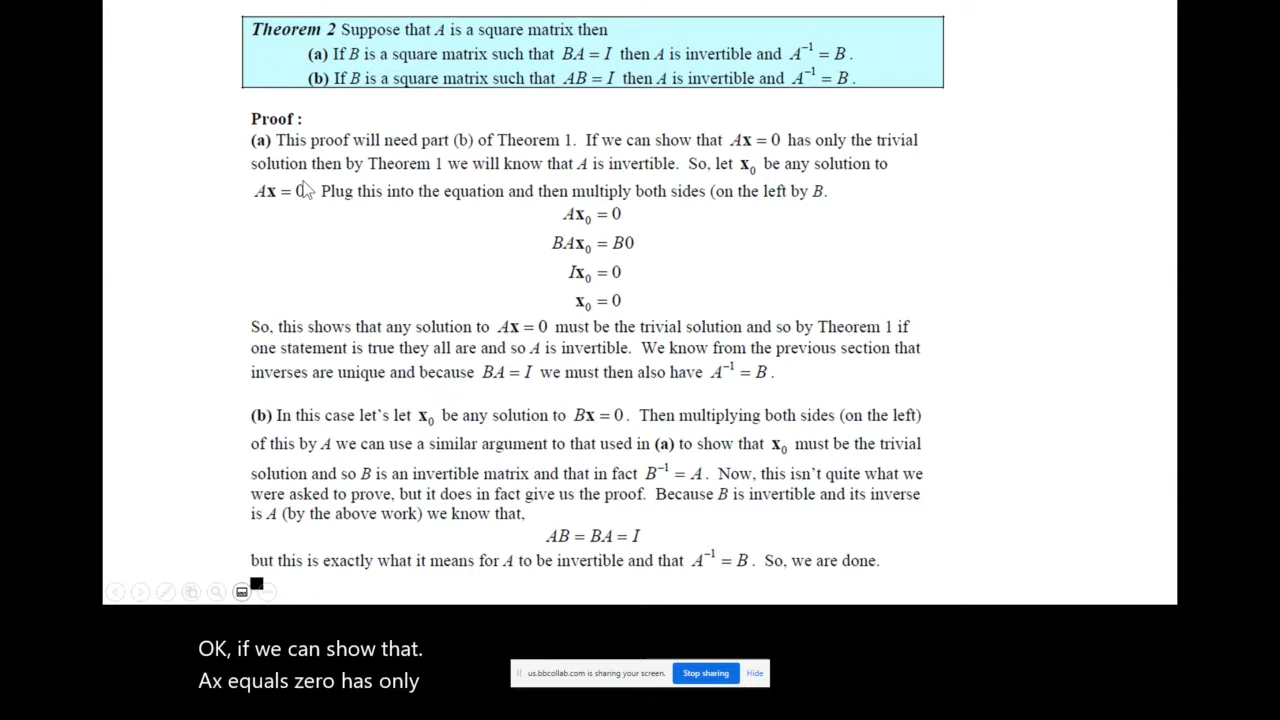 Theorem 2 Suppose that A is a square matrix then
(a) If B is a square matrix such that BA = I then A is invertible and A⁻¹ = B .
(b) If B is a square matrix such that AB = I then A is invertible and A⁻¹ = B .
Proof :
(a) This proof will need part (b) of Theorem 1. If we can show that Ax = 0 has only the trivial
solution then by Theorem 1 we will know that A is invertible. So, let x₀ be any solution to
Ax = 0. Plug this into the equation and then multiply both sides (on the left by B.
Ax₀ = 0
BAx₀ = B0
Ix₀ = 0
x₀ = 0
So, this shows that any solution to Ax = 0 must be the trivial solution and so by Theorem 1 if
one statement is true they all are and so A is invertible. We know from the previous section that
inverses are unique and because BA = I we must then also have A⁻¹ = B .
(b) In this case let's let x₀ be any solution to Bx = 0. Then multiplying both sides (on the left)
of this by A we can use a similar argument to that used in (a) to show that x₀ must be the trivial
solution and so B is an invertible matrix and that in fact B⁻¹ = A. Now, this isn't quite what we
were asked to prove, but it does in fact give us the proof. Because B is invertible and its inverse
is A (by the above work) we know that,
AB = BA = I
but this is exactly what it means for A to be invertible and that A⁻¹ = B . So, we are done.
OK, if we can show that.
Ax equals zero has only
us.bbcollab.com is sharing your screen. Stop sharing Hide